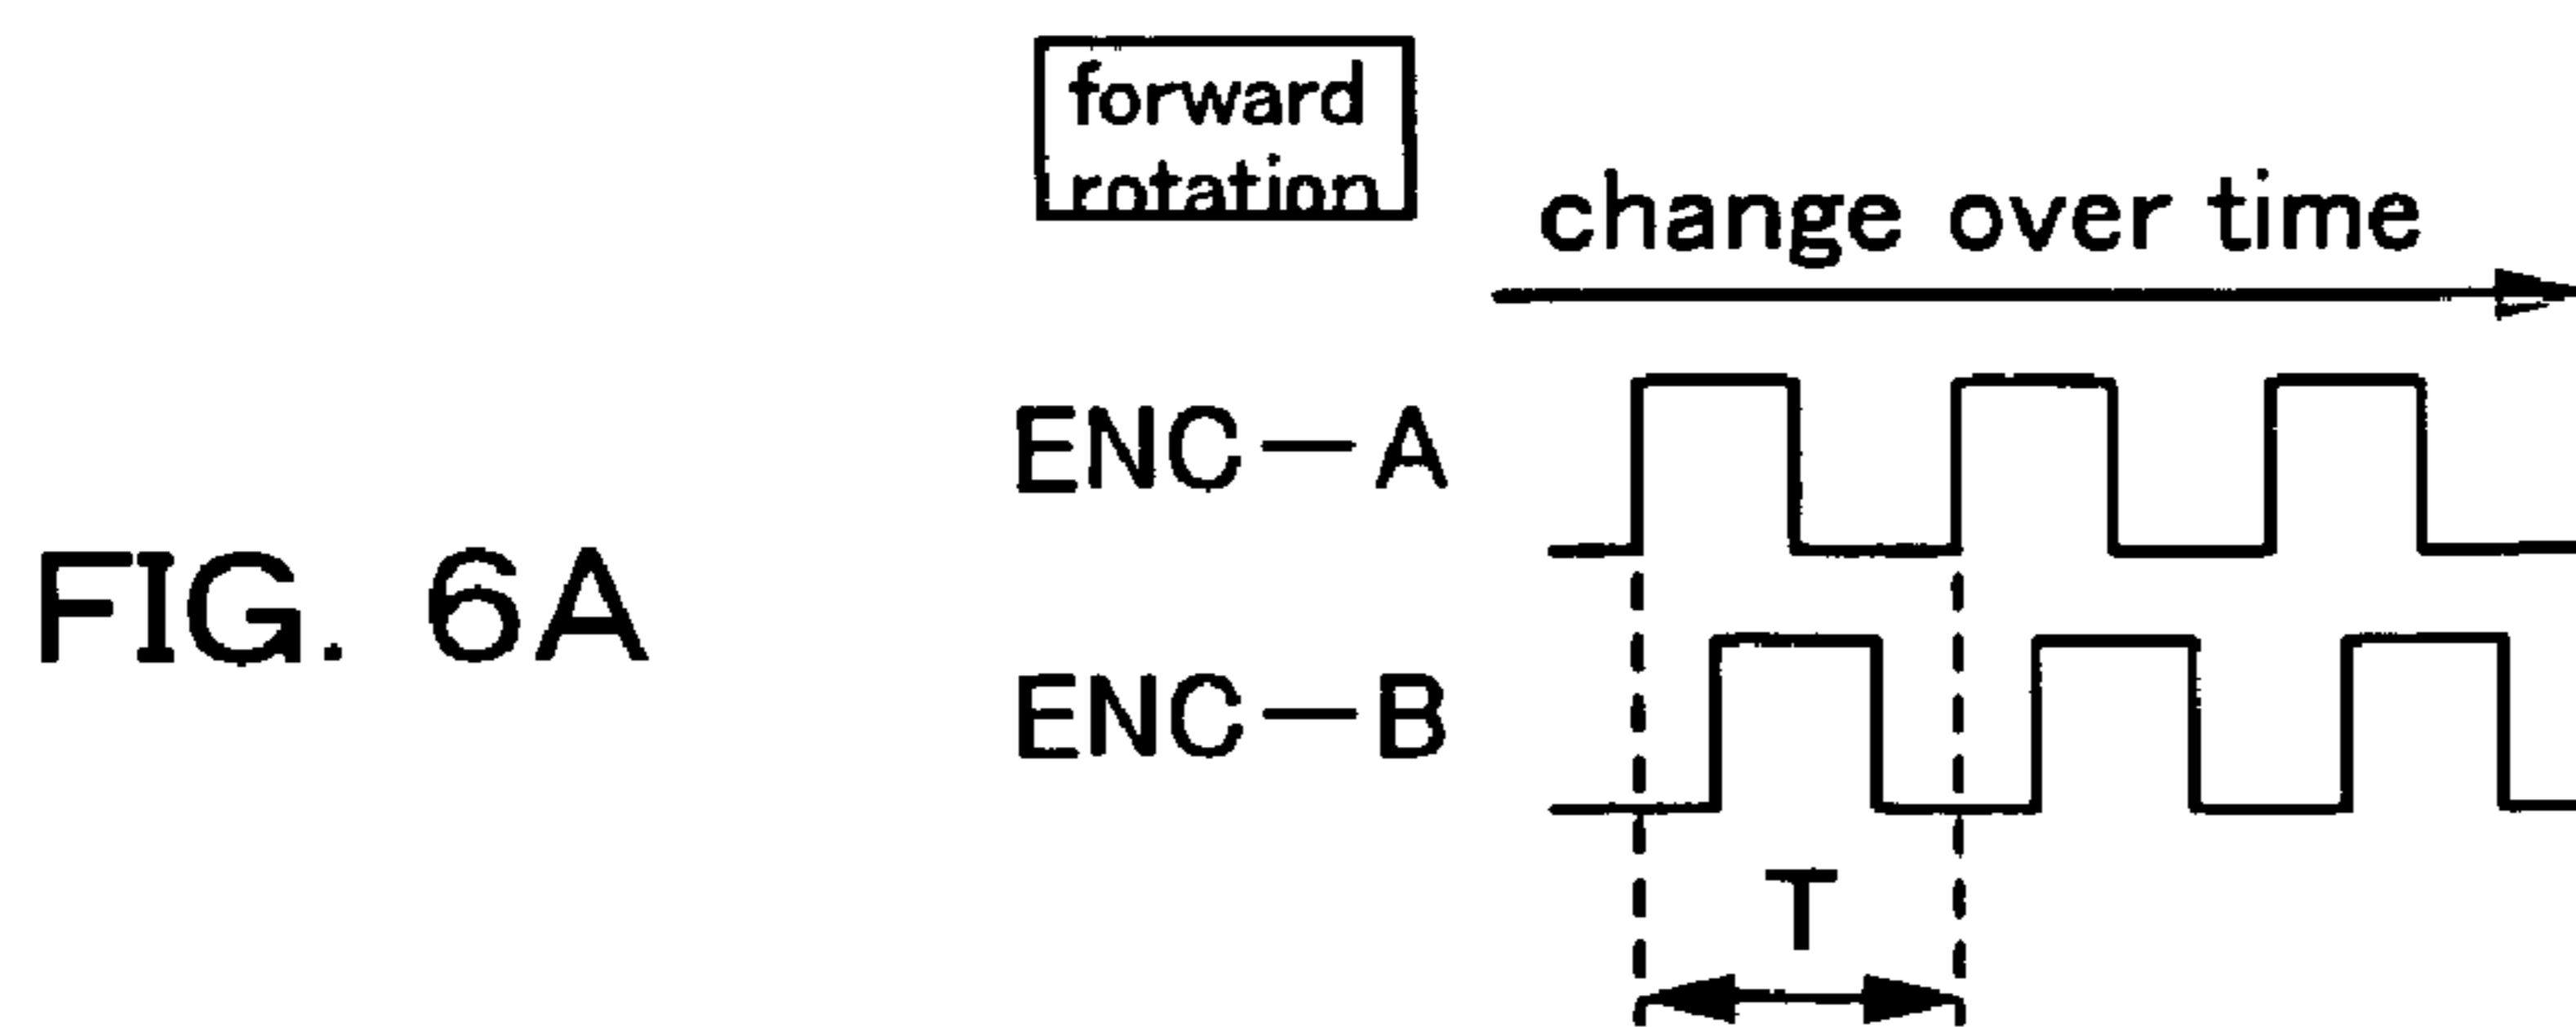 forward
rotation
change over time
ENC－A
FIG. 6A
ENC－B
T